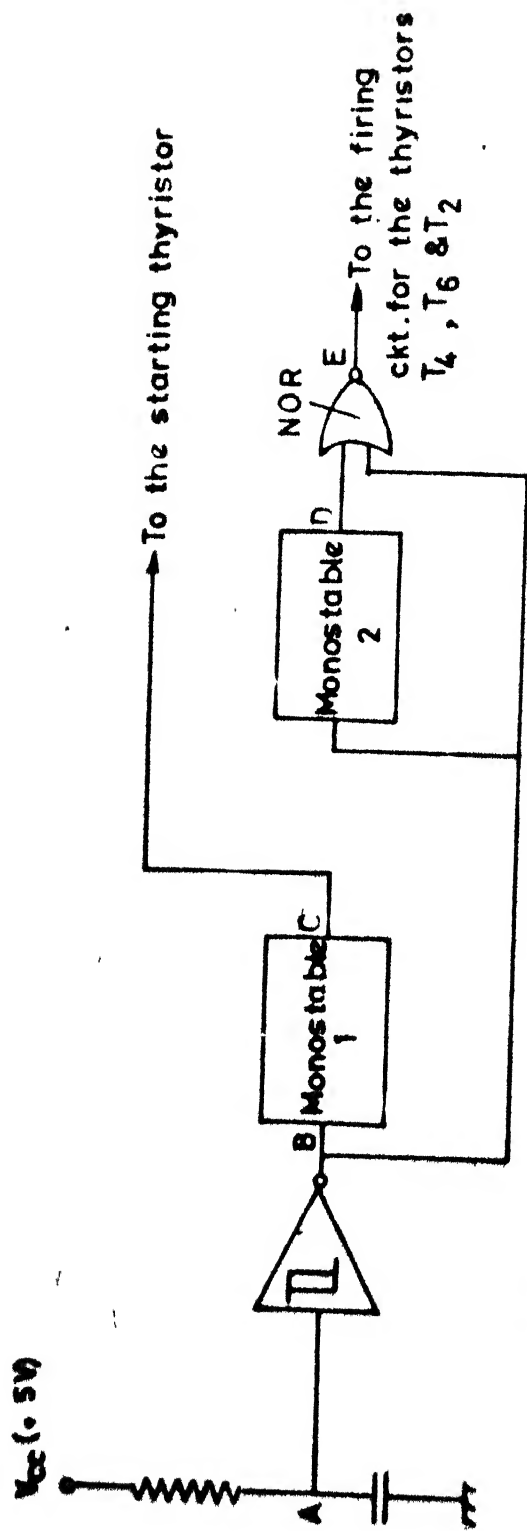 Vcc (+5V)
A
B
Monostable
1
C
To the starting thyristor
Monostable
2
D
NOR
E
To the firing
ckt. for the thyristors
T4 , T6 & T2